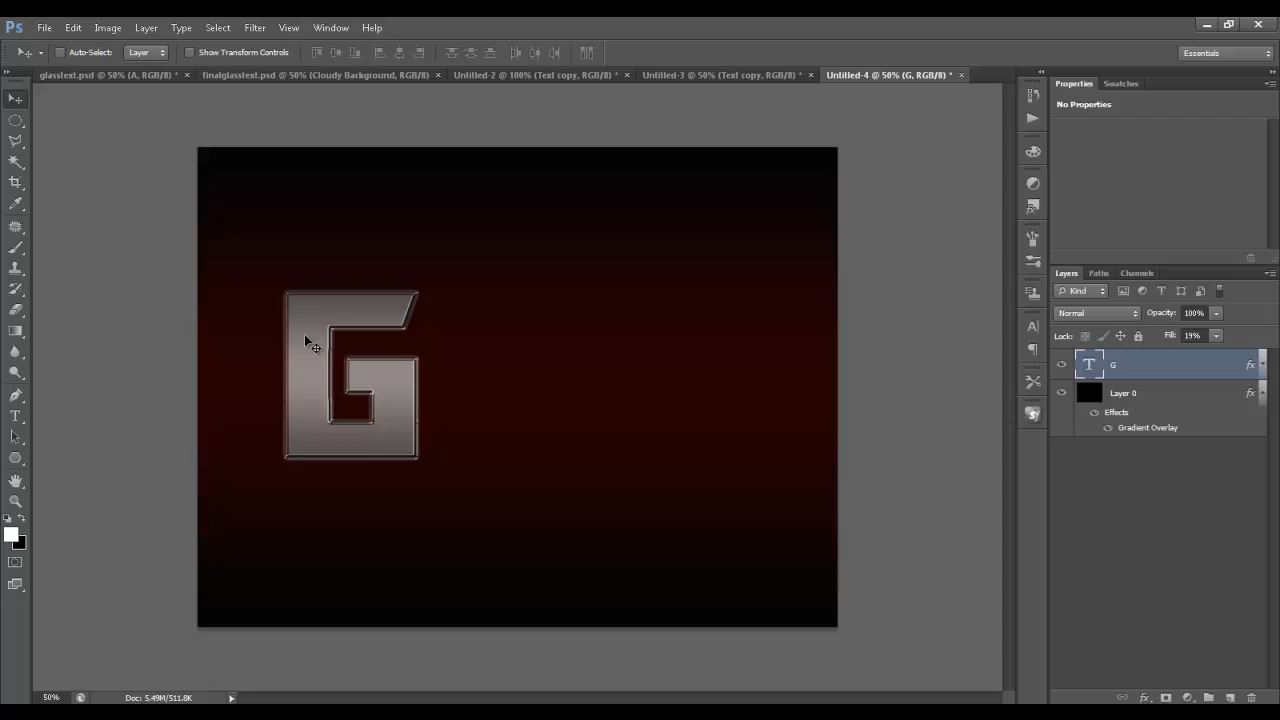 Ps File Edit Image Layer Type Select Filter View Window Help
Auto-Select: Layer Show Transform Controls Essentials
glasstext.psd @ 50% (A, RGB/8) * × finalglasstext.psd @ 50% (Cloudy Background, RGB/8) × Untitled-2 @ 100% (Text copy, RGB/8) * × Untitled-3 @ 50% (Text copy, RGB/8) * × Untitled-4 @ 50% (G, RGB/8) * ×
Properties Swatches
No Properties
G
Layers Paths Channels
Kind
Normal Opacity: 100%
Lock: Fill: 19%
T G fx
Layer 0 fx
Effects
Gradient Overlay
50% Doc: 5.49M/511.8K